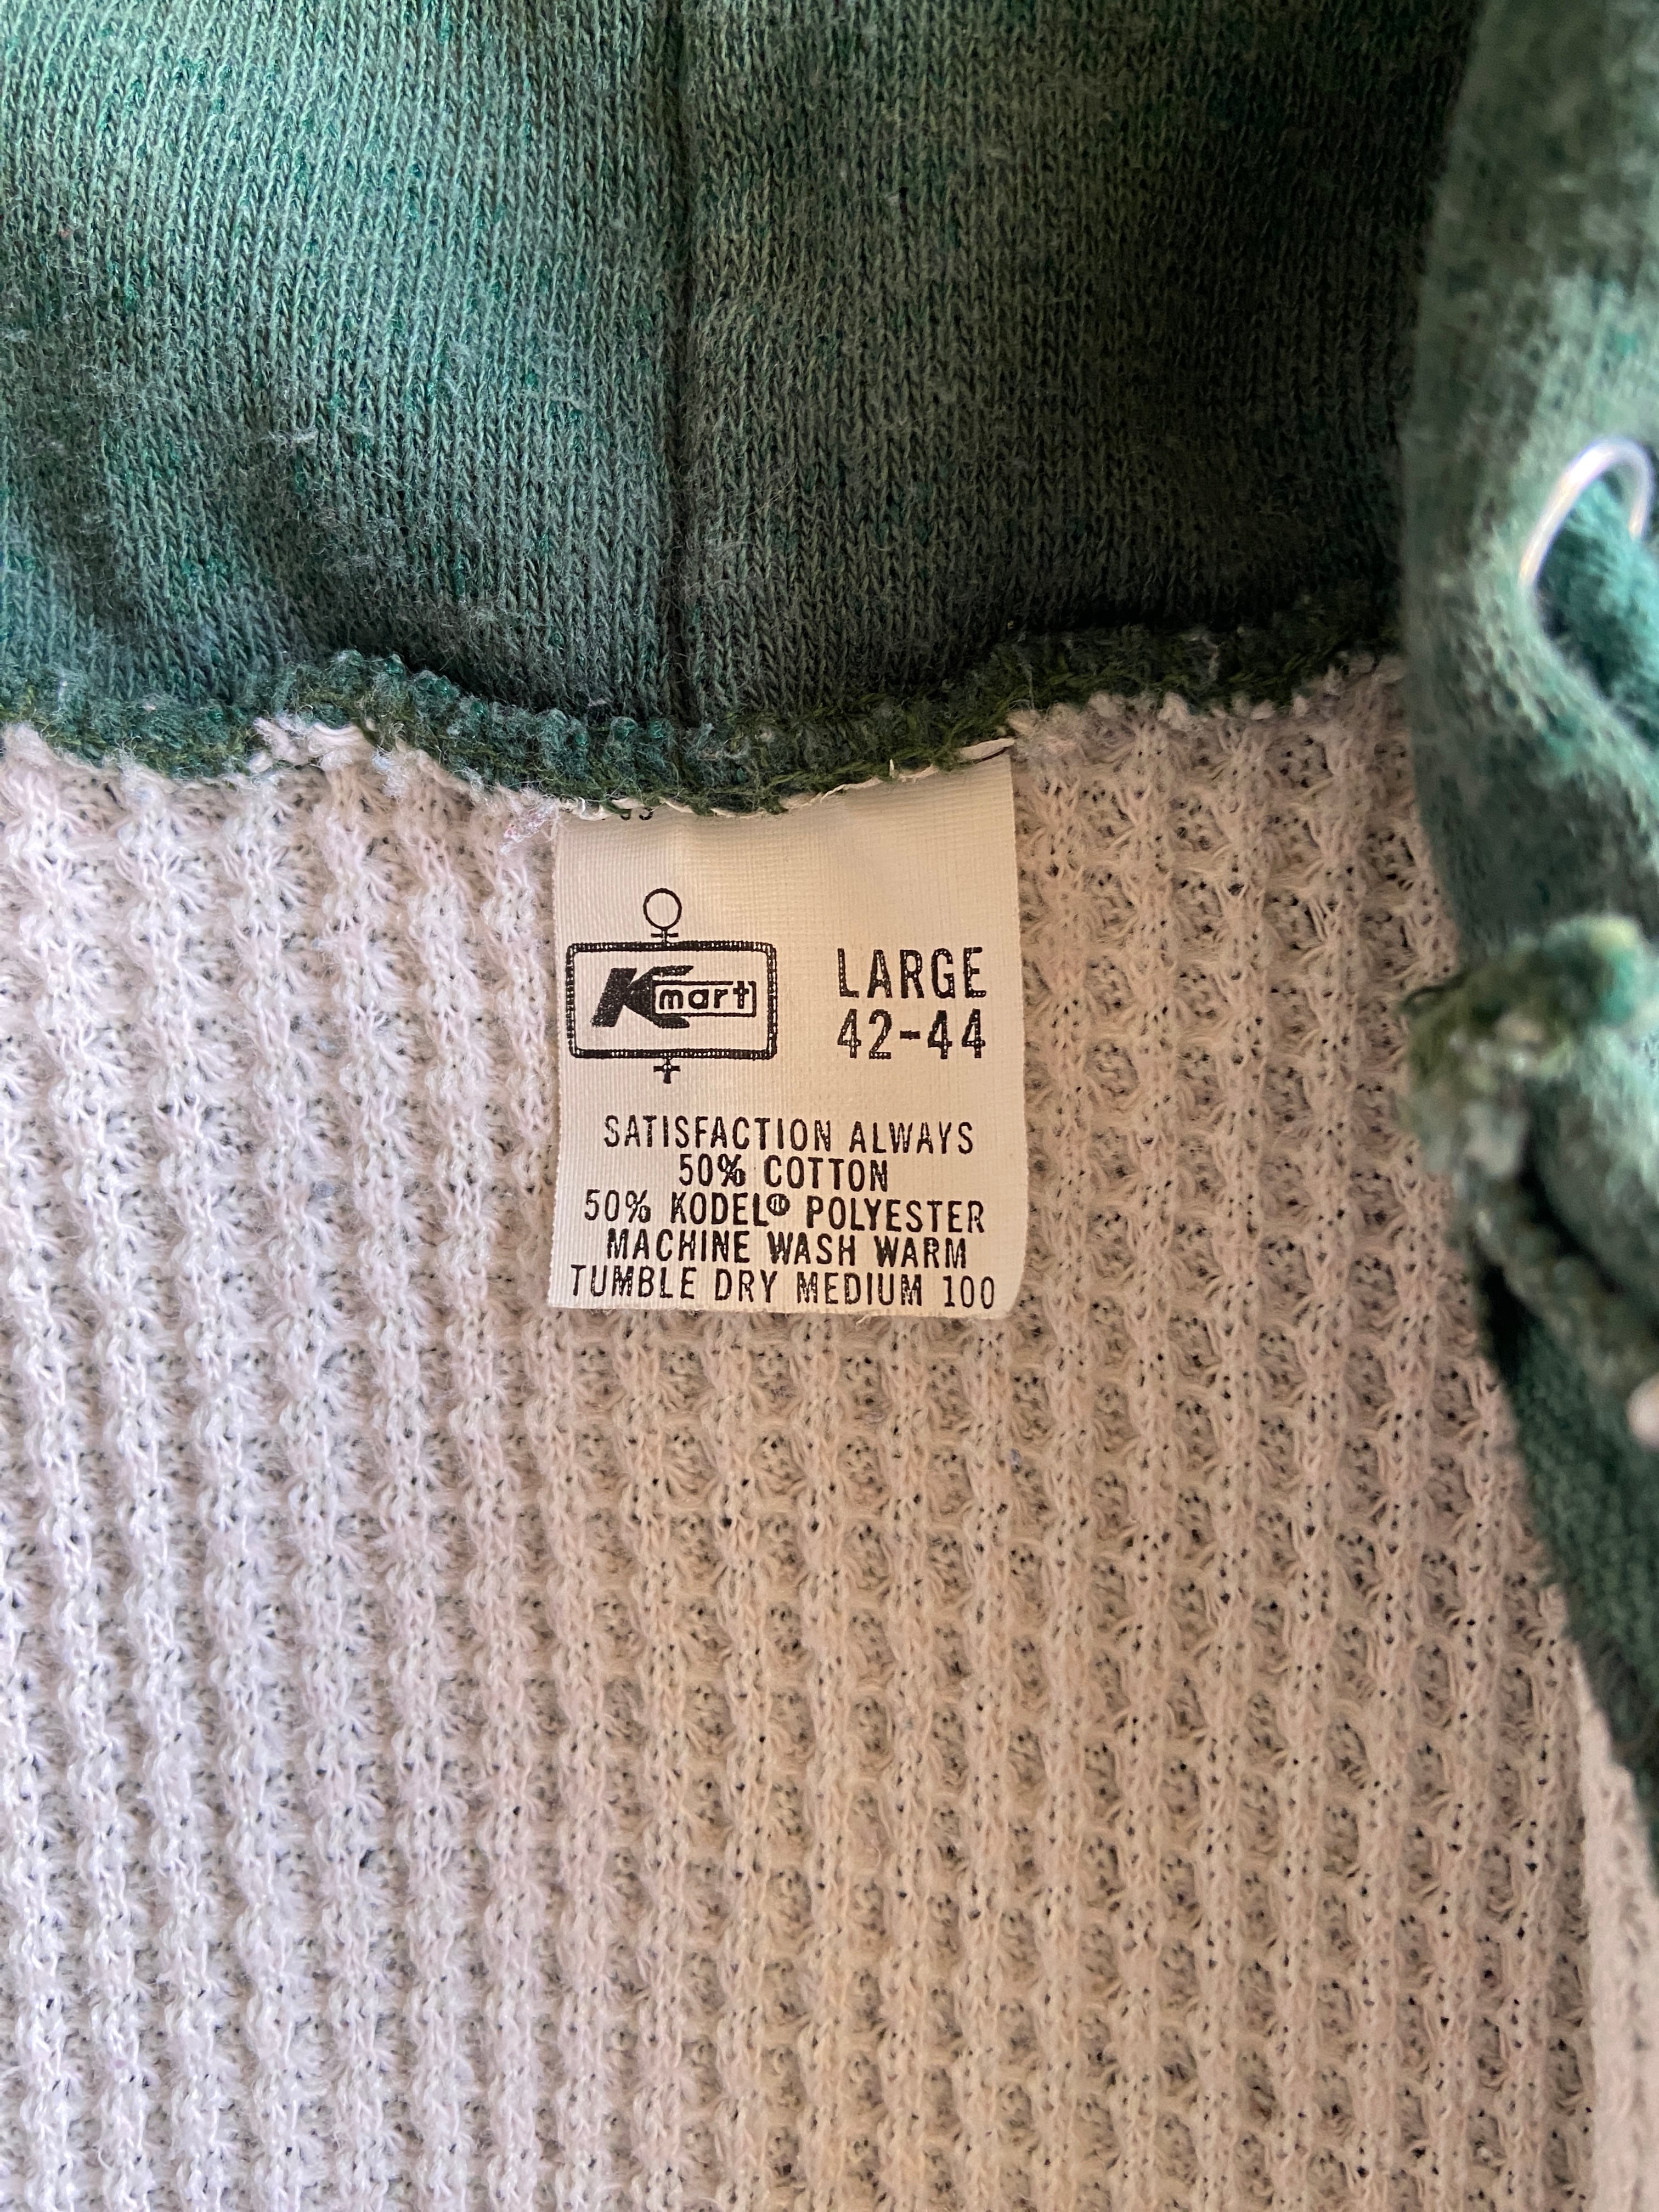 Kmart
LARGE
42-44
SATISFACTION ALWAYS
50% COTTON
50% KODEL® POLYESTER
MACHINE WASH WARM
TUMBLE DRY MEDIUM 100